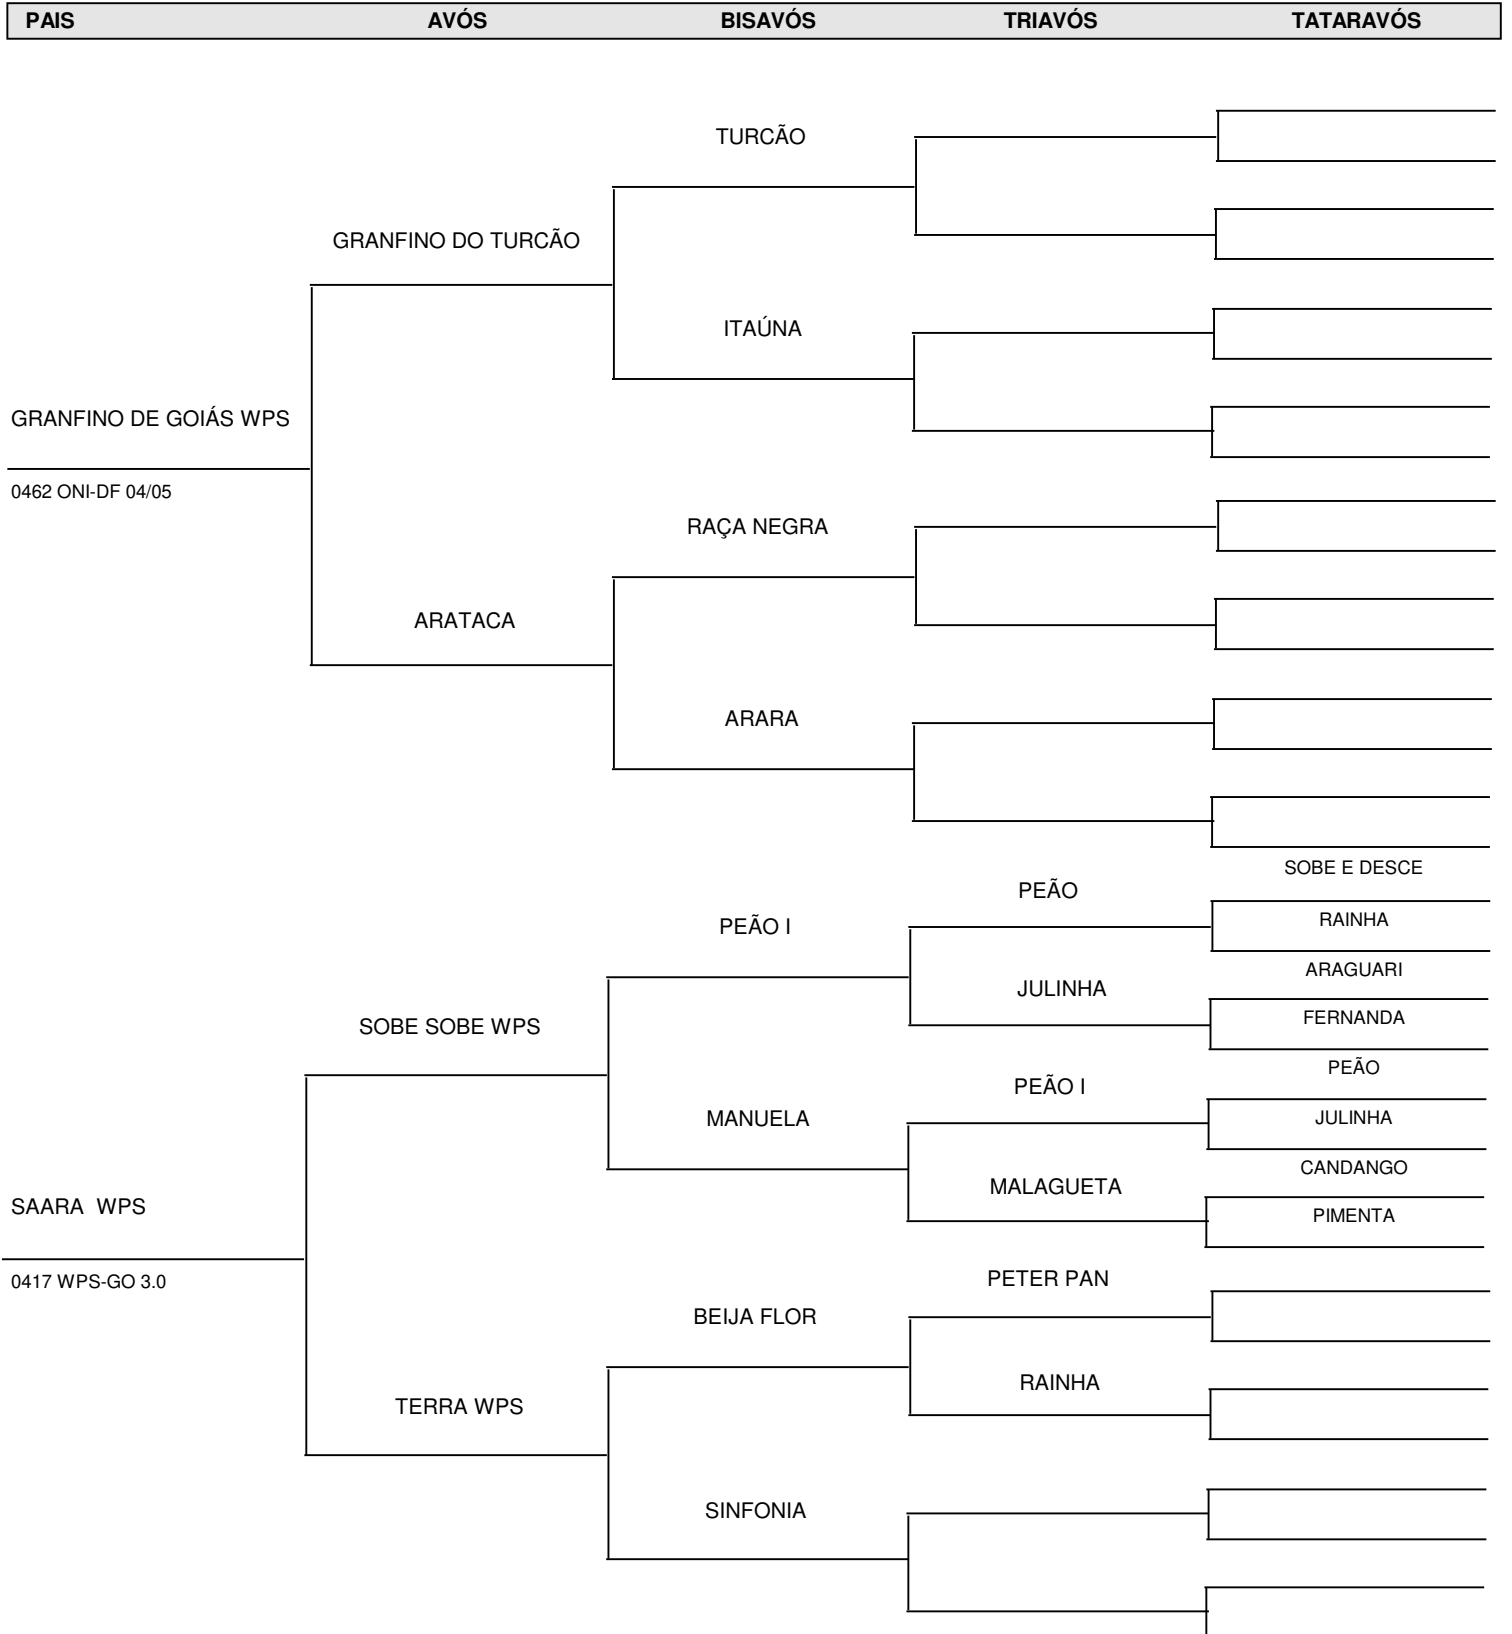 PAIS AVÓS BISAVÓS TRIAVÓS TATARAVÓS
TURCÃO
GRANFINO DO TURCÃO
ITAÚNA
GRANFINO DE GOIÁS WPS
0462 ONI-DF 04/05
RAÇA NEGRA
ARATACA
ARARA
SOBE E DESCE
PEÃO
RAINHA
PEÃO I
ARAGUARI
JULINHA
FERNANDA
SOBE SOBE WPS
PEÃO
PEÃO I
JULINHA
MANUELA
CANDANGO
MALAGUETA
PIMENTA
SAARA  WPS
0417 WPS-GO 3.0
PETER PAN
BEIJA FLOR
RAINHA
TERRA WPS
SINFONIA